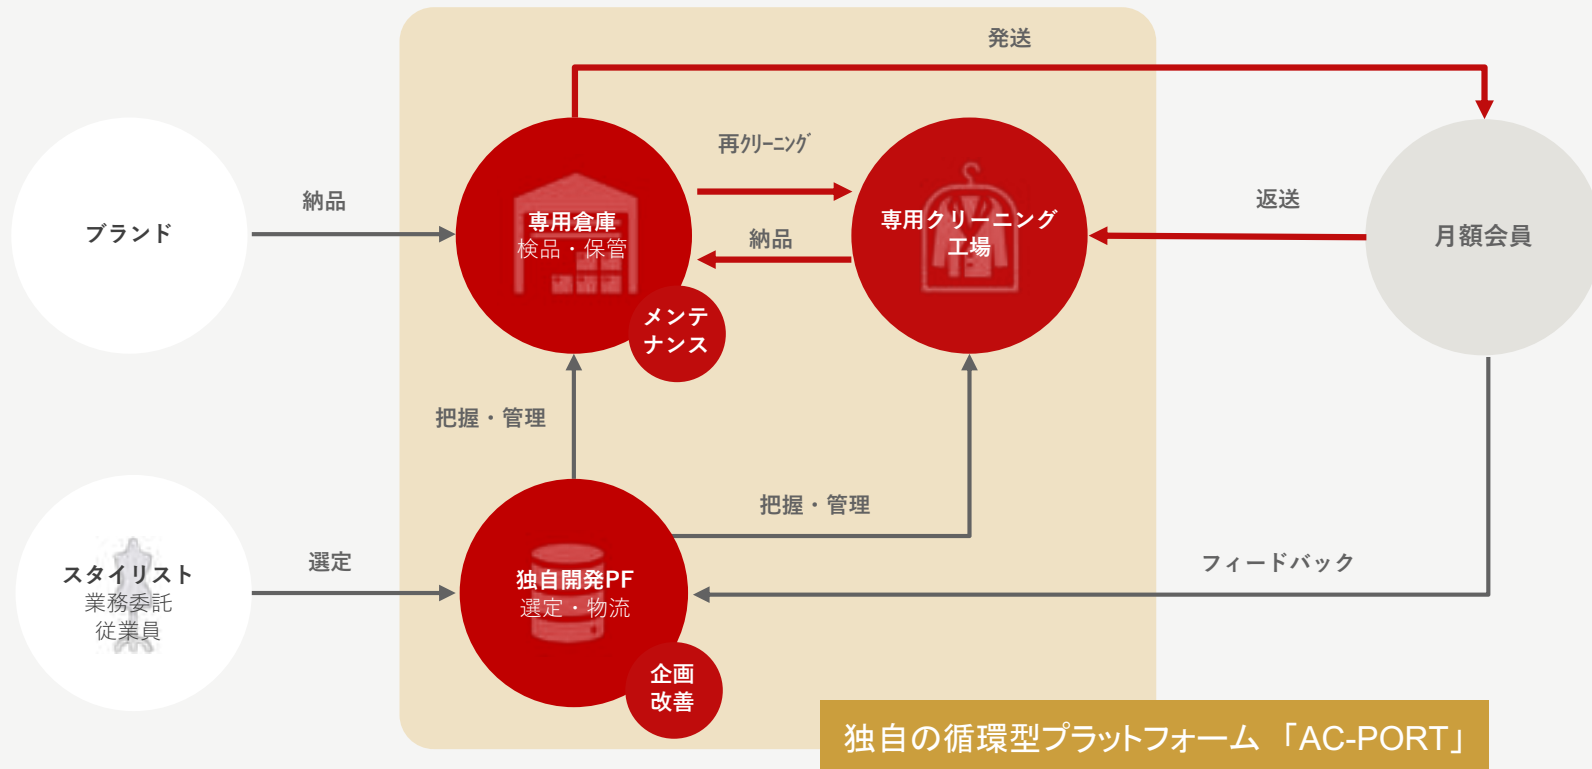 発送
再ｸﾘｰﾆﾝｸﾞ
ブランド
納品
専用倉庫
検品・保管
納品
専用クリーニング
工場
返送
月額会員
メンテ
ナンス
把握・管理
把握・管理
スタイリスト
業務委託
従業員
選定
独自開発PF
選定・物流
フィードバック
企画
改善
独自の循環型プラットフォーム 「AC-PORT」